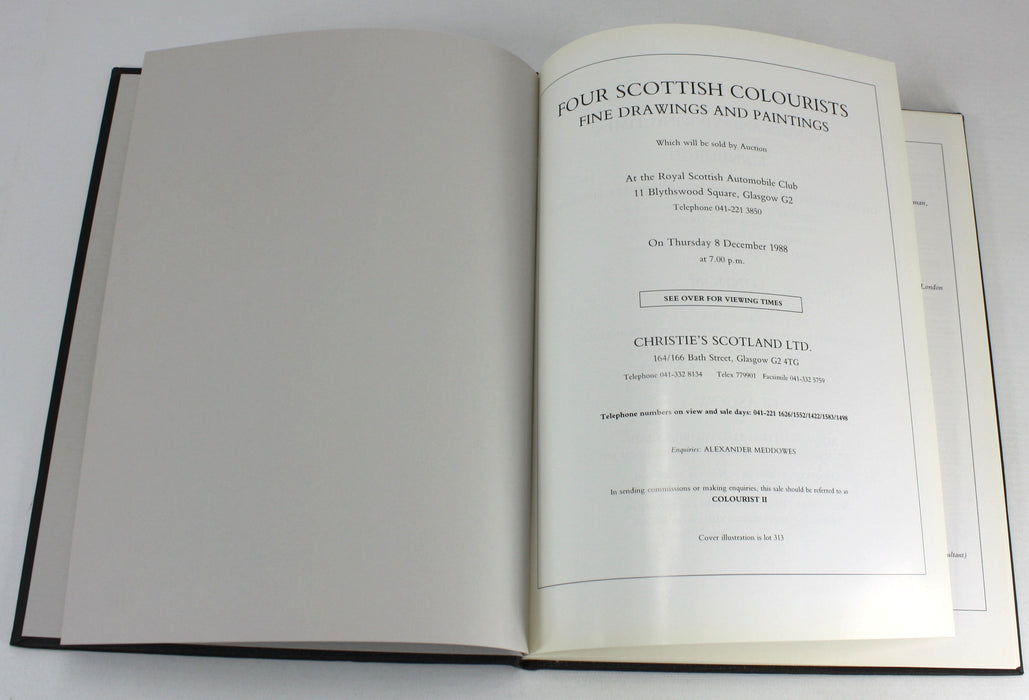 FOUR SCOTTISH COLOURISTS
FINE DRAWINGS AND PAINTINGS
Which will be sold by Auction
At the Royal Scottish Automobile Club
11 Blythswood Square, Glasgow G2
Telephone 041-221 3850
On Thursday 8 December 1988
at 7.00 p.m.
SEE OVER FOR VIEWING TIMES
CHRISTIE'S SCOTLAND LTD.
164/166 Bath Street, Glasgow G2 4TG
Telephone 041-332 8134 Telex 779901 Facsimile 041-332 5759
Telephone numbers on view and sale days: 041-221 1626/1552/1422/1583/1498
Enquiries: ALEXANDER MEDDOWES
In sending commissions or making enquiries, this sale should be referred to as
COLOURIST II
Cover illustration is lot 313
London